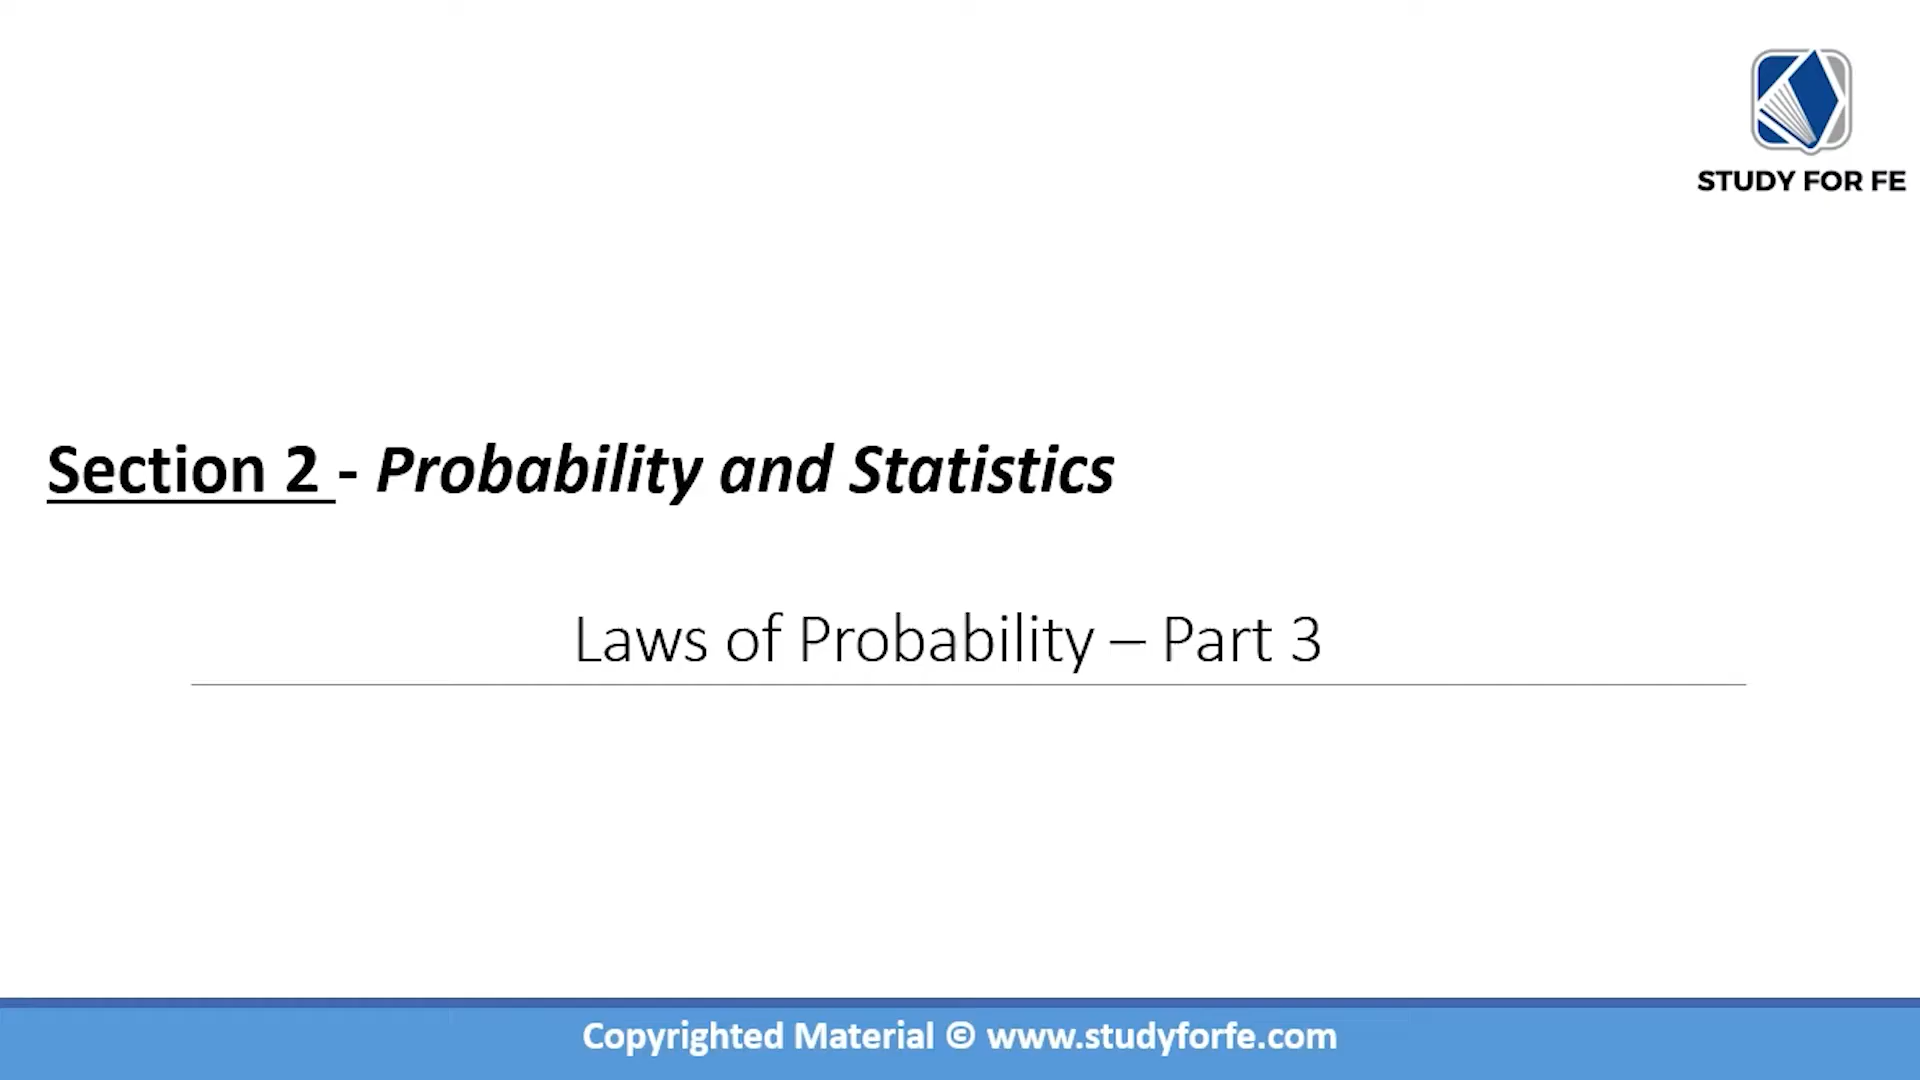 STUDY FOR FE
Section 2 - Probability and Statistics
Laws of Probability – Part 3
Copyrighted Material © www.studyforfe.com